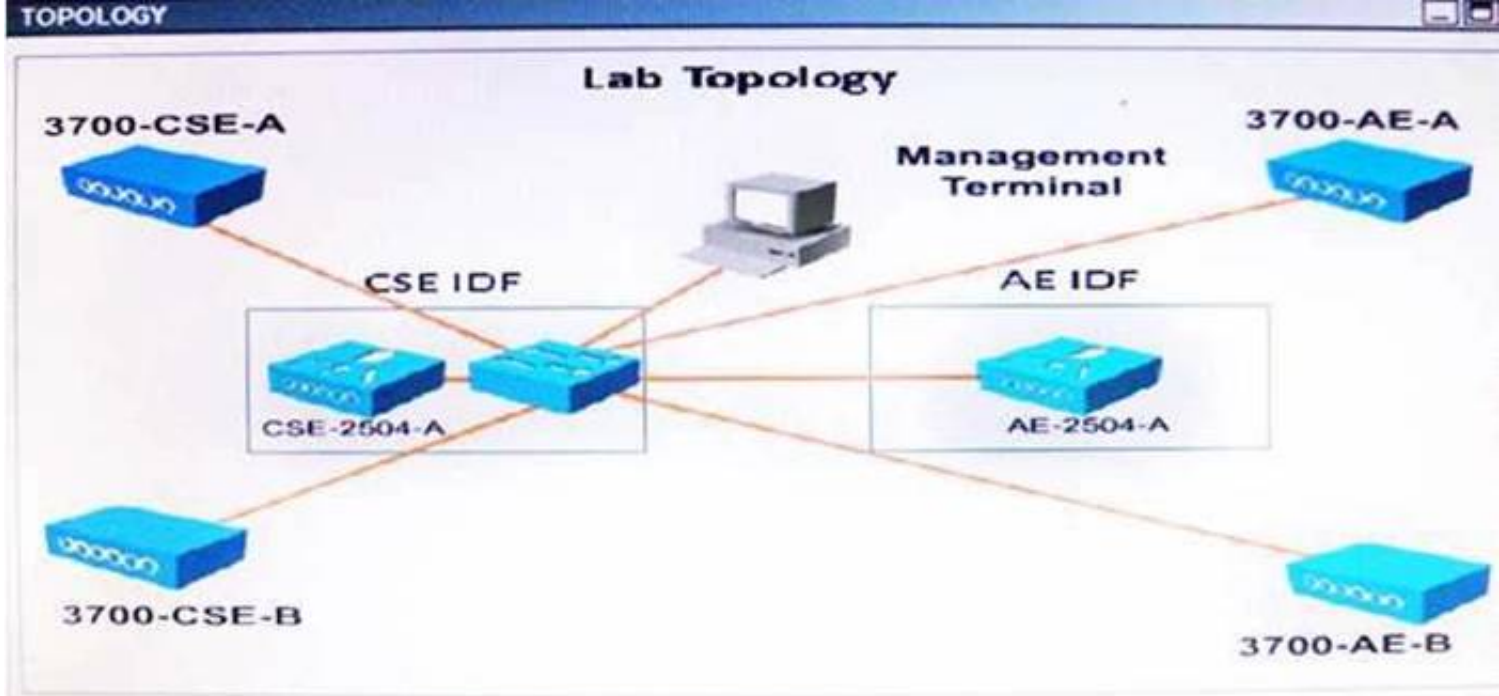 TOPOLOGY
Lab Topology
3700-CSE-A
3700-AE-A
Management
Terminal
CSE IDF
AE IDF
CSE-2504-A
AE-2504-A
3700-CSE-B
3700-AE-B